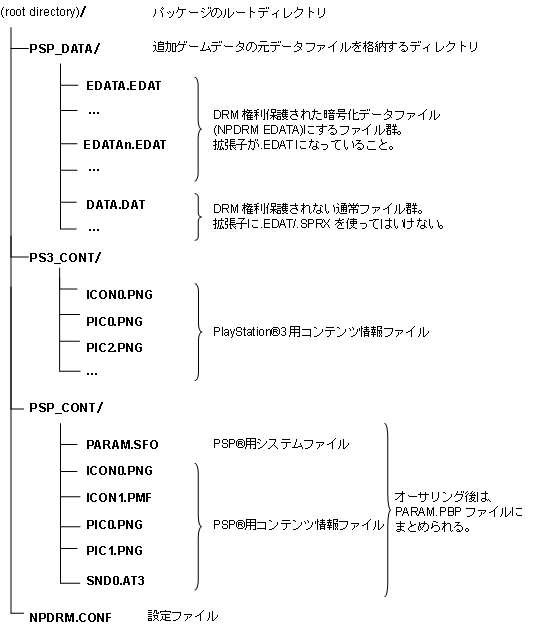 (root directory)/ パッケージのルートディレクトリ
PSP_DATA/ 追加ゲームデータの元データファイルを格納するディレクトリ
EDATA.EDAT
...
EDATAn.EDAT
...
DRM 権利保護された暗号化データファイル
(NPDRM EDATA)にするファイル群。
拡張子が.EDATになっていること。
DATA.DAT
...
DRM 権利保護されない通常ファイル群。
拡張子に.EDAT/.SPRX を使ってはいけない。
PS3_CONT/
ICON0.PNG
PIC0.PNG
PIC2.PNG
...
PlayStation®3 用コンテンツ情報ファイル
PSP_CONT/
PARAM.SFO PSP®用システムファイル
ICON0.PNG
ICON1.PMF
PIC0.PNG
PIC1.PNG
SND0.AT3
PSP®用コンテンツ情報ファイル
オーサリング後は、
PARAM.PBP ファイルに
まとめられる。
NPDRM.CONF 設定ファイル